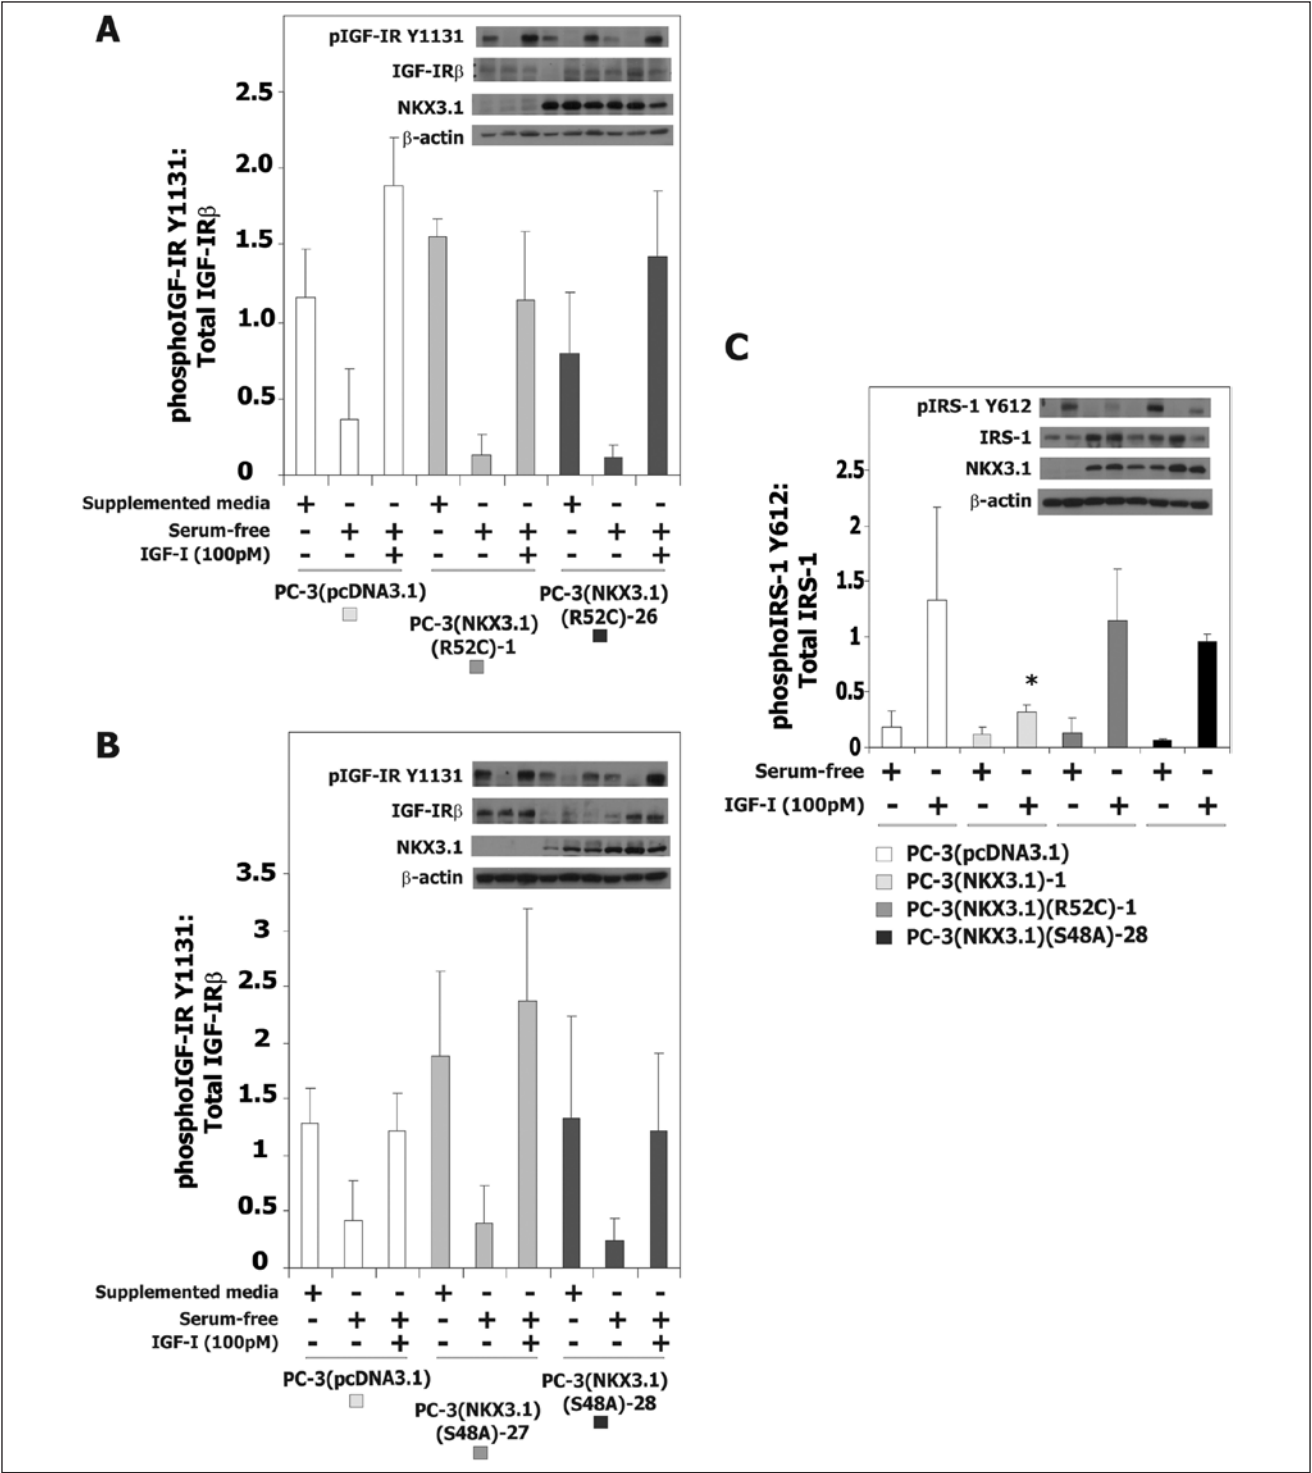 A
pIGF-IR Y1131
IGF-IRβ
NKX3.1
β-actin
phosphoIGF-IR Y1131:
Total IGF-IRβ
2.5
2.0
1.5
1.0
0.5
0
Supplemented media + - - + - - + - -
Serum-free - + + - + + - + +
IGF-I (100pM) - - + - - + - - +
PC-3(pcDNA3.1)
PC-3(NKX3.1)
(R52C)-1
PC-3(NKX3.1)
(R52C)-26
B
pIGF-IR Y1131
IGF-IRβ
NKX3.1
β-actin
phosphoIGF-IR Y1131:
Total IGF-IRβ
3.5
3
2.5
2
1.5
1
0.5
0
Supplemented media + - - + - - + - -
Serum-free - + + - + + - + +
IGF-I (100pM) - - + - - + - - +
PC-3(pcDNA3.1)
PC-3(NKX3.1)
(S48A)-27
PC-3(NKX3.1)
(S48A)-28
C
pIRS-1 Y612
IRS-1
NKX3.1
β-actin
phosphoIRS-1 Y612:
Total IRS-1
2.5
2
1.5
1
0.5
0
*
Serum-free + - + - + - + -
IGF-I (100pM) - + - + - + - +
PC-3(pcDNA3.1)
PC-3(NKX3.1)-1
PC-3(NKX3.1)(R52C)-1
PC-3(NKX3.1)(S48A)-28